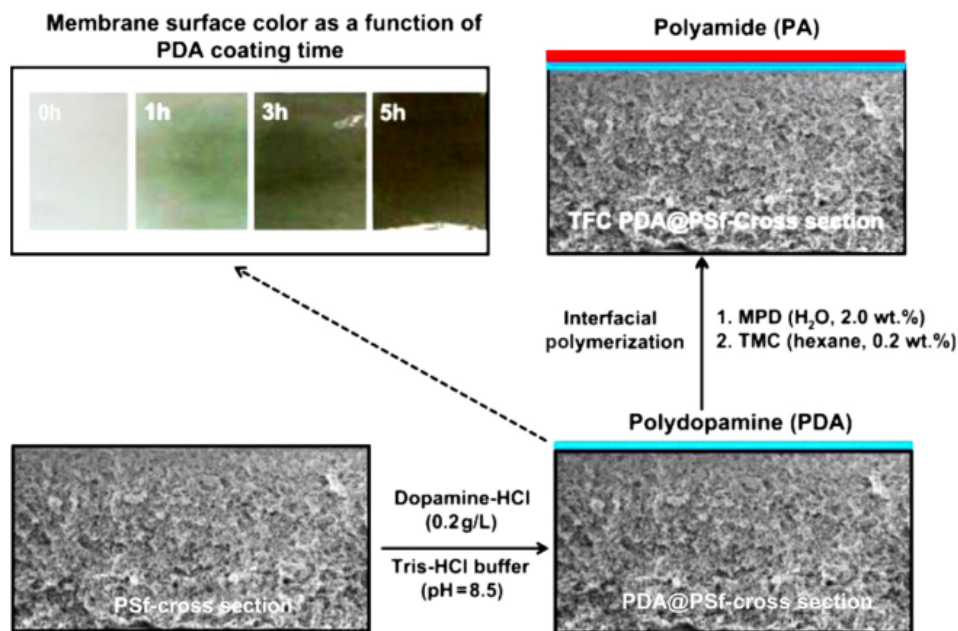 Membrane surface color as a function of
PDA coating time
0h
1h
3h
5h
Polyamide (PA)
TFC PDA@PSf-Cross section
Interfacial
polymerization
1. MPD (H₂O, 2.0 wt.%)
2. TMC (hexane, 0.2 wt.%)
Polydopamine (PDA)
PSf-cross section
Dopamine-HCl
(0.2 g/L)
Tris-HCl buffer
(pH=8.5)
PDA@PSf-cross section